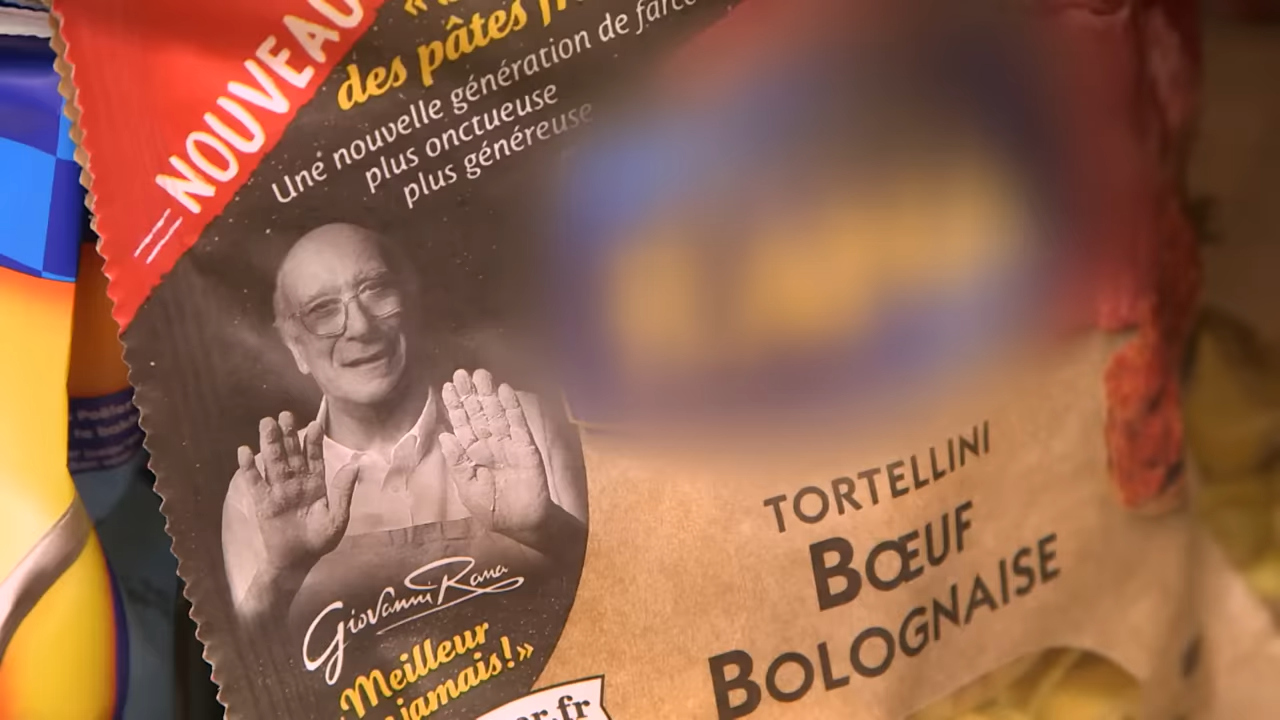 NOUVEAU
des pâtes
Une nouvelle génération de farce
plus onctueuse
plus généreuse
TORTELLINI
BŒUF
BOLOGNAISE
Giovanni Rana
Meilleur
jamais!»
.fr